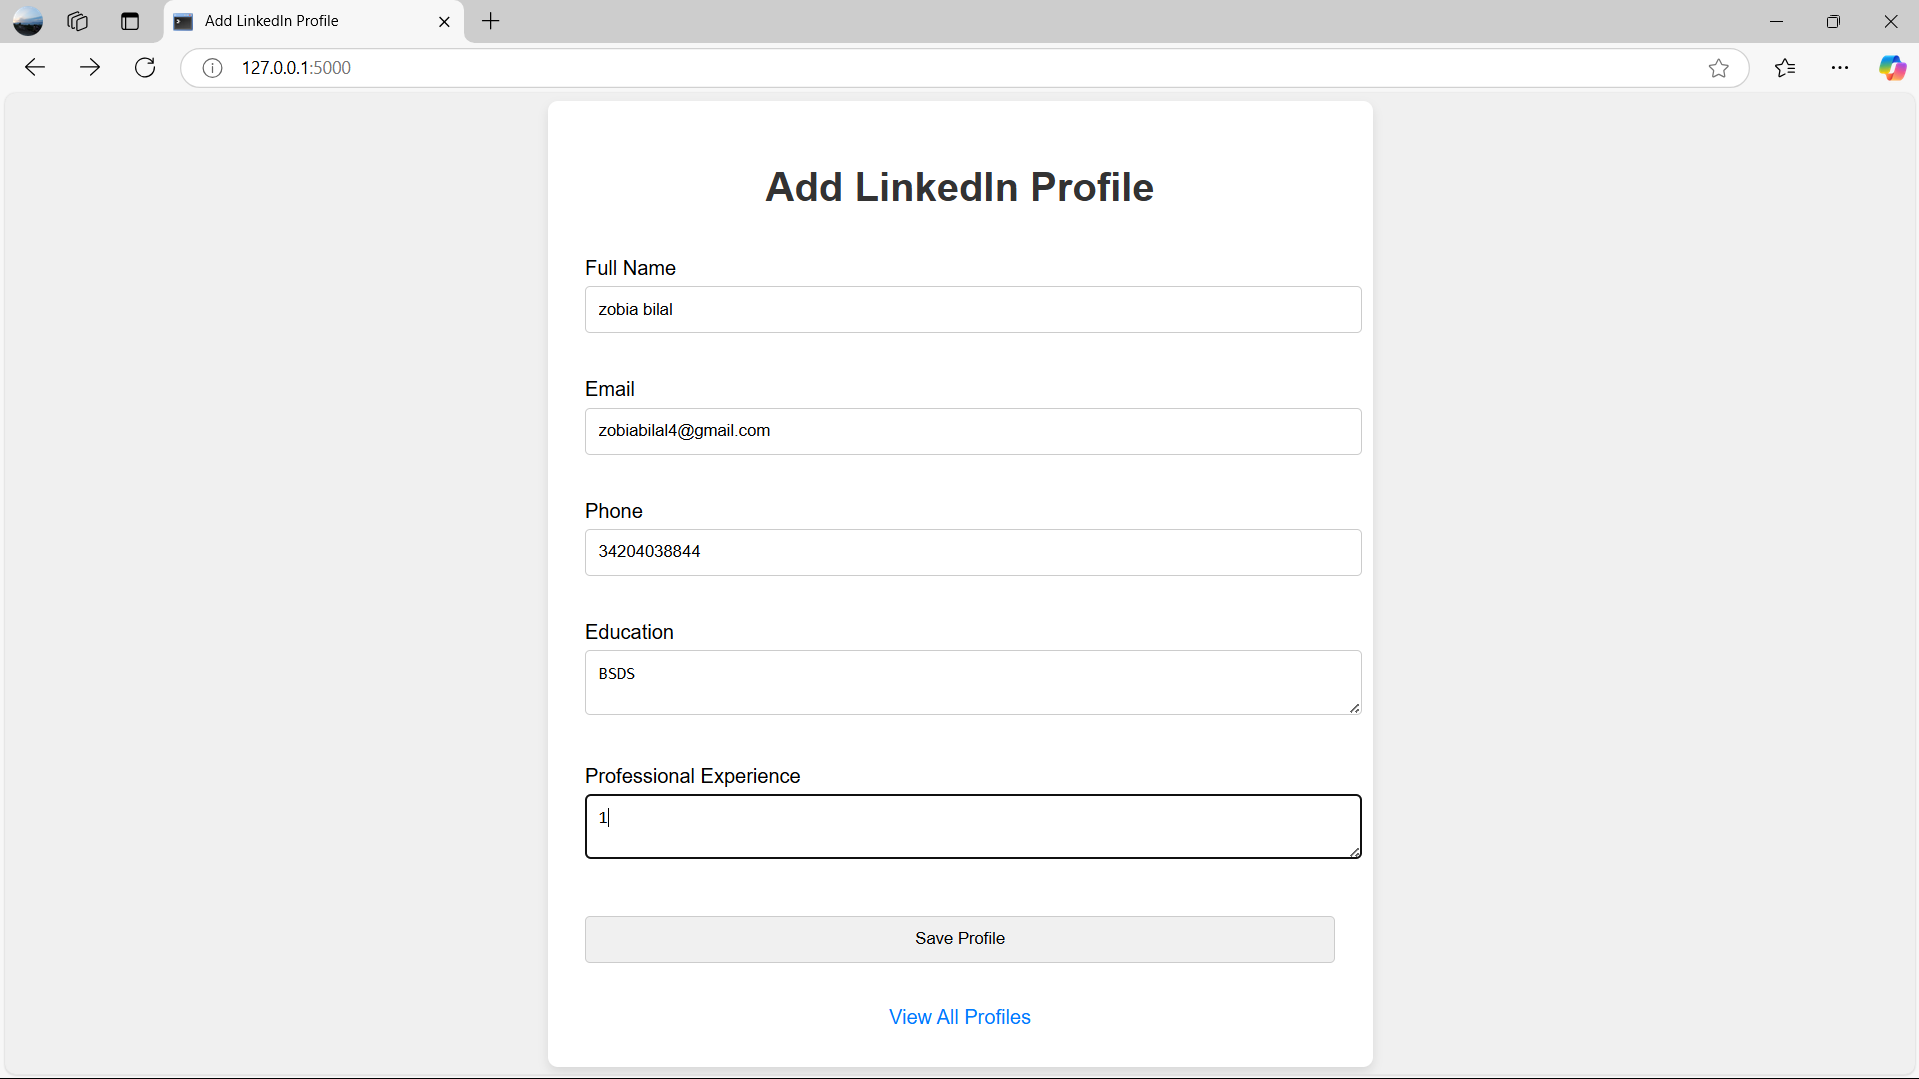 Add LinkedIn Profile
127.0.0.1:5000
Add LinkedIn Profile
Full Name
zobia bilal
Email
zobiabilal4@gmail.com
Phone
34204038844
Education
BSDS
Professional Experience
1
Save Profile
View All Profiles